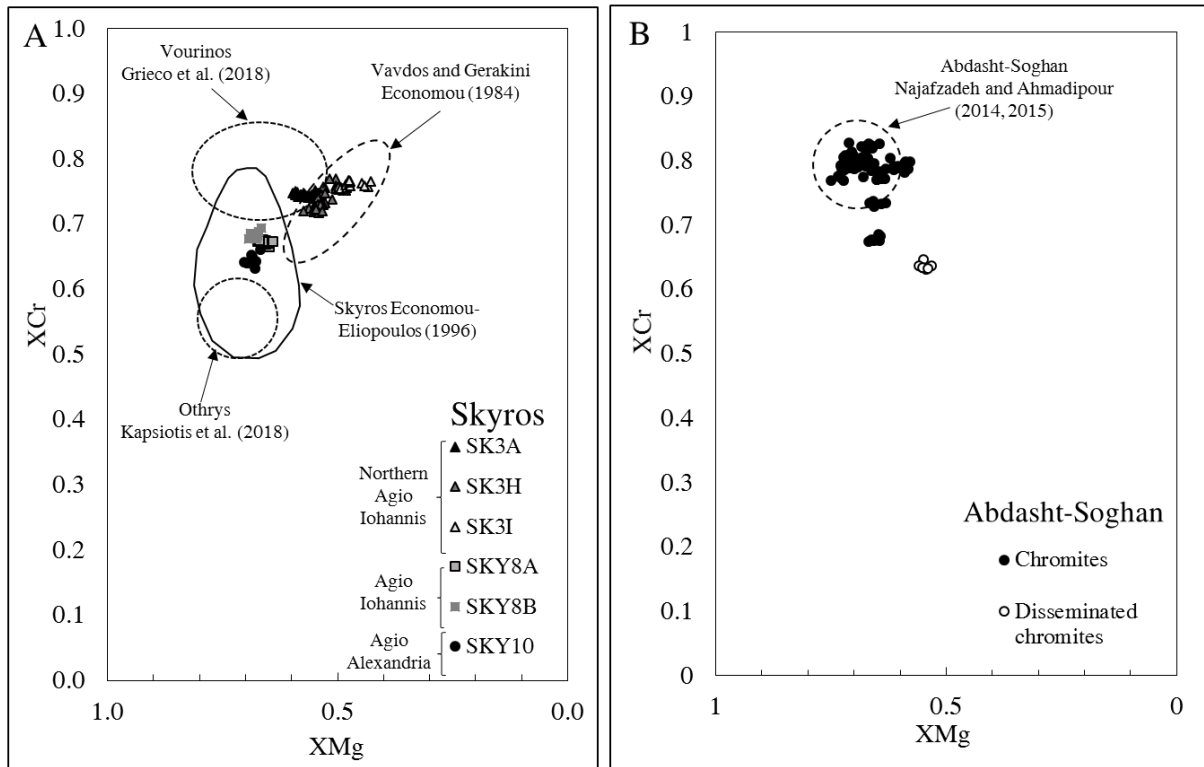 A
Vourinos
Grieco et al. (2018)
Vavdos and Gerakini
Economou (1984)
Skyros Economou-
Eliopoulos (1996)
Othrys
Kapsiotis et al. (2018)
Skyros
Northern
Agio
Iohannis
SK3A
SK3H
SK3I
Agio
Iohannis
SKY8A
SKY8B
Agio
Alexandria
SKY10
XCr
1.0
0.9
0.8
0.7
0.6
0.5
0.4
0.3
0.2
0.1
0.0
1.0
0.5
0.0
XMg
B
Abdasht-Soghan
Najafzadeh and Ahmadipour
(2014, 2015)
Abdasht-Soghan
Chromites
Disseminated
chromites
XCr
1
0.9
0.8
0.7
0.6
0.5
0.4
0.3
0.2
0.1
0
1
0.5
0
XMg